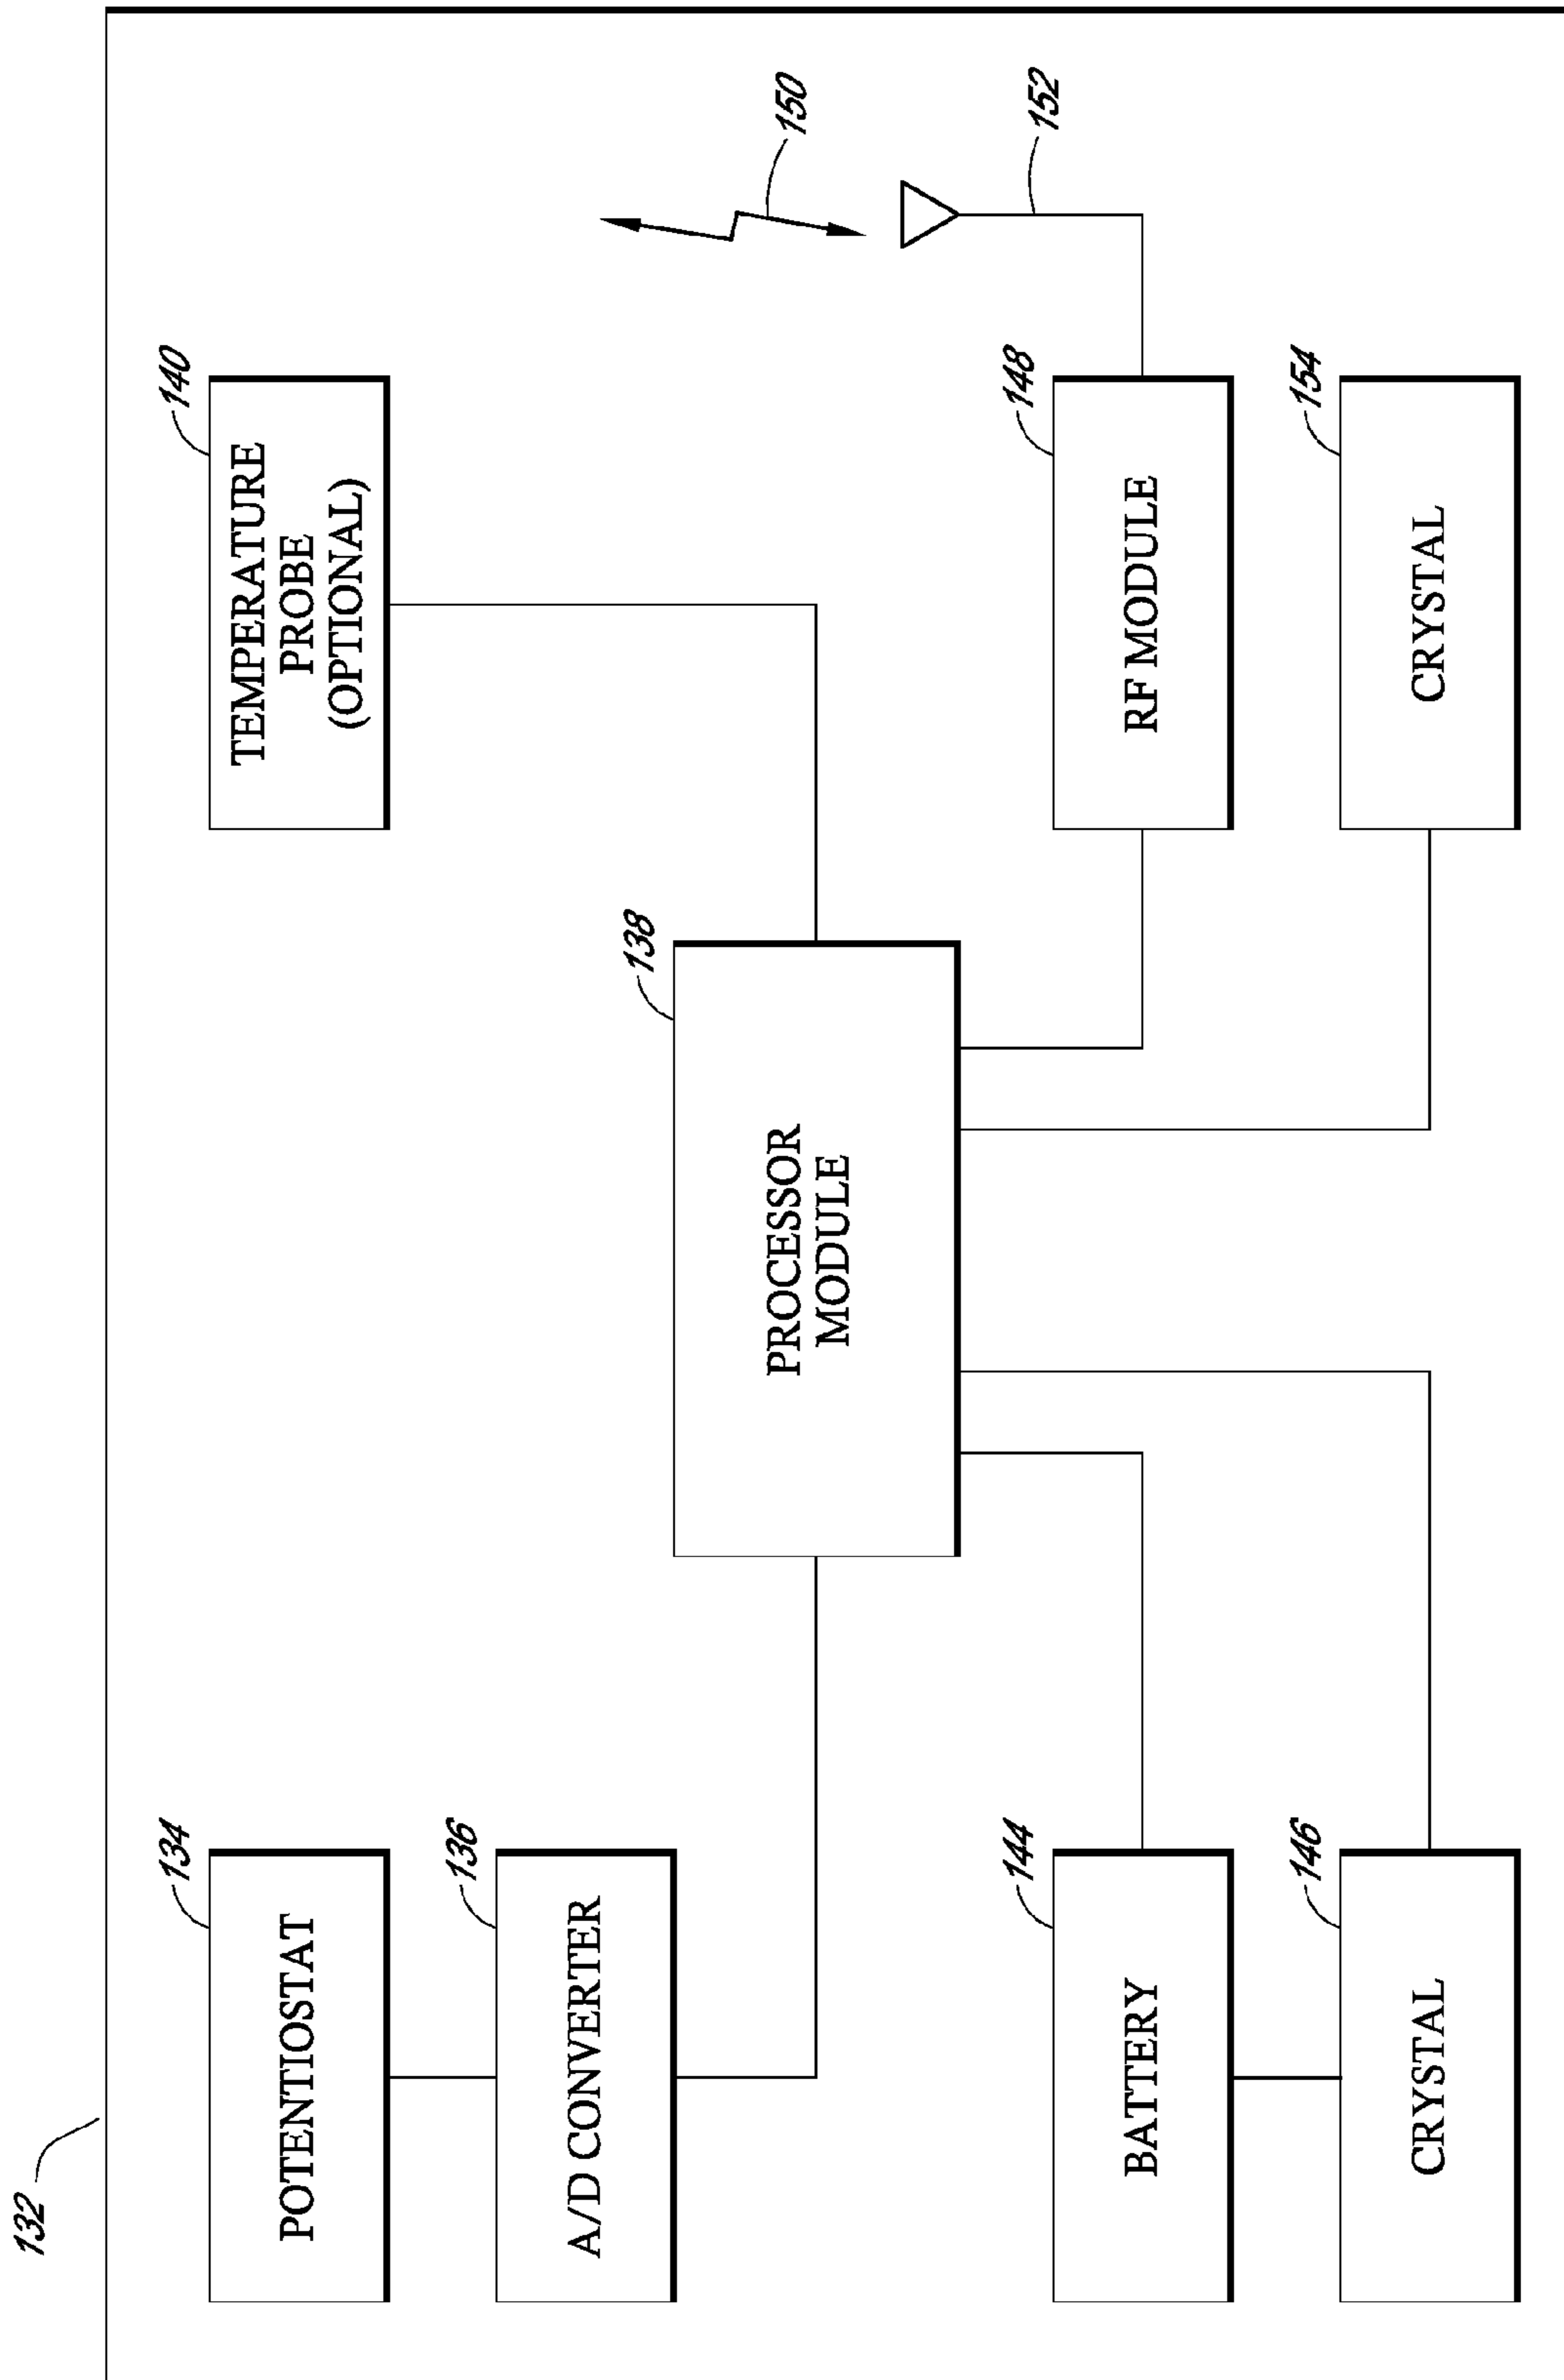 132
134
POTENTIOSTAT
136
A/D CONVERTER
140
TEMPERATURE
PROBE
(OPTIONAL)
138
PROCESSOR
MODULE
150
152
144
BATTERY
146
CRYSTAL
148
RF MODULE
154
CRYSTAL